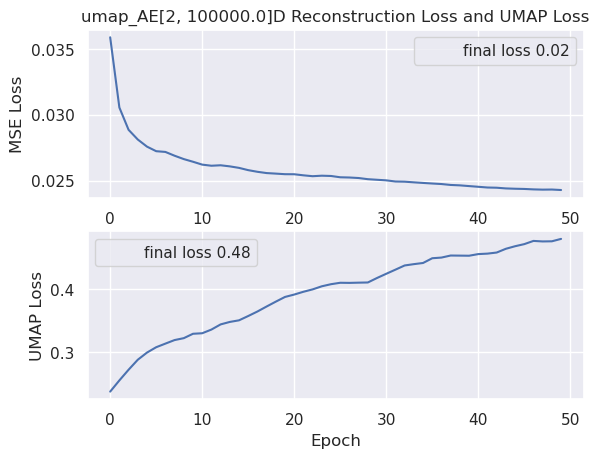 umap_AE[2, 100000.0]D Reconstruction Loss and UMAP Loss
final loss 0.02
MSE Loss
0.035
0.030
0.025
0 10 20 30 40 50
final loss 0.48
UMAP Loss
0.4
0.3
0 10 20 30 40 50
Epoch